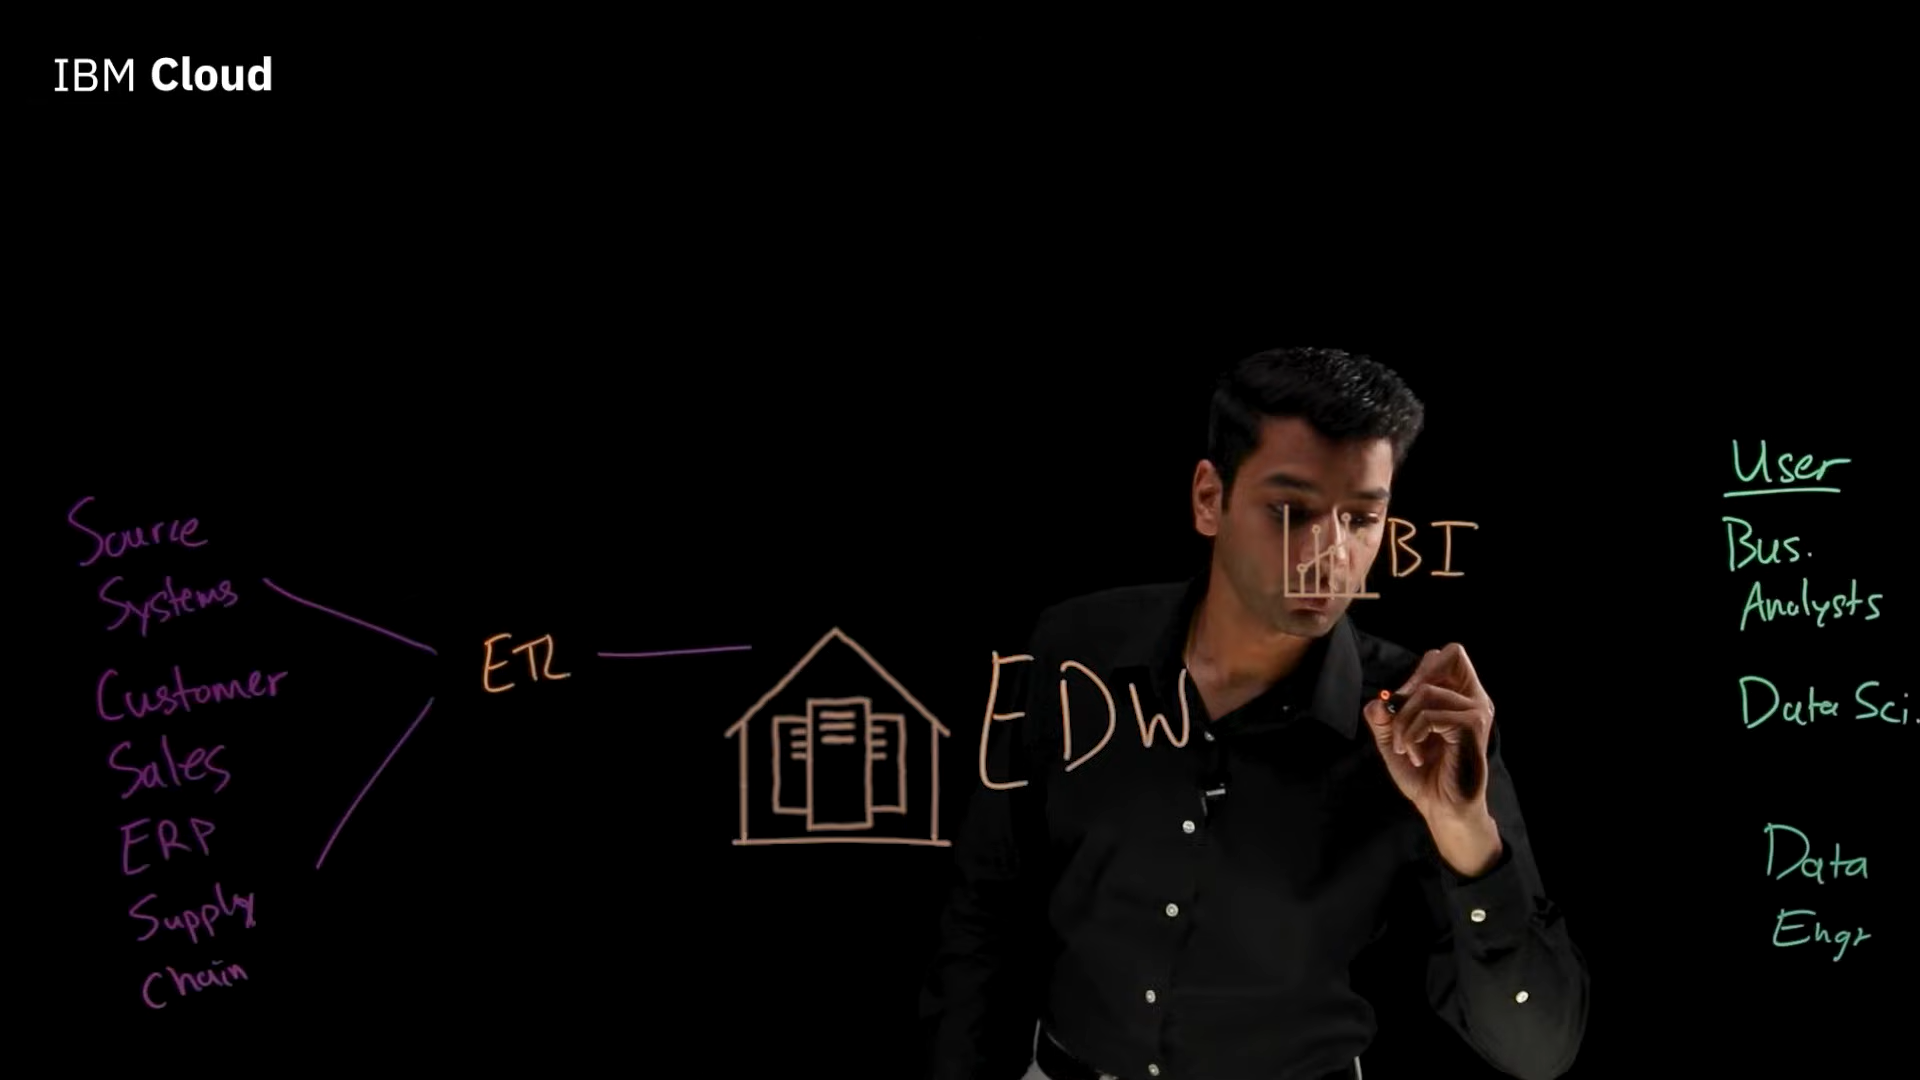 IBM Cloud
Source
Systems
Customer
Sales
ERP
Supply
Chain
ETL
EDW
BI
User
Bus.
Analysts
Data Sci.
Data
Engr